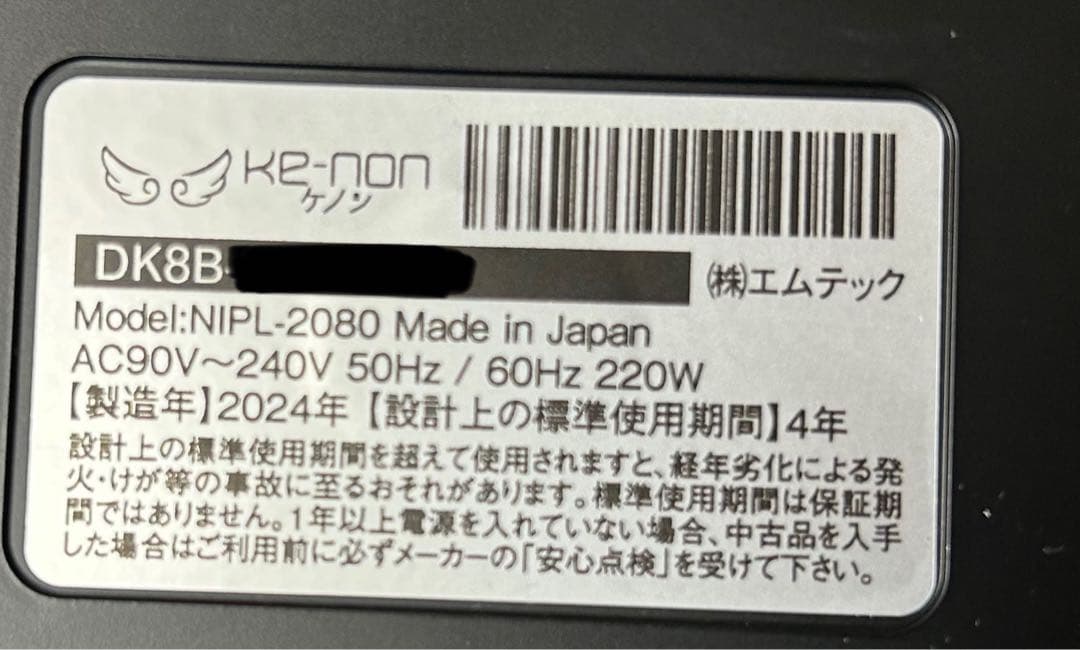 ke-non
ケノン
DK8B-
㈱エムテック
Model:NIPL-2080 Made in Japan
AC90V～240V 50Hz / 60Hz 220W
【製造年】2024年【設計上の標準使用期間】4年
設計上の標準使用期間を超えて使用されますと、経年劣化による発
火・けが等の事故に至るおそれがあります。標準使用期間は保証期
間ではありません。1年以上電源を入れていない場合、中古品を入手
した場合はご利用前に必ずメーカーの「安心点検」を受けて下さい。